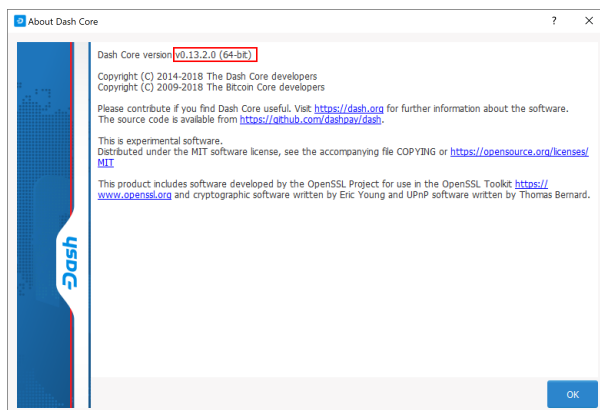 About Dash Core
Dash Core version v0.13.2.0 (64-bit)
Copyright (C) 2014-2018 The Dash Core developers
Copyright (C) 2009-2018 The Bitcoin Core developers
Please contribute if you find Dash Core useful. Visit https://dash.org for further information about the software.
The source code is available from https://github.com/dashpay/dash.
This is experimental software.
Distributed under the MIT software license, see the accompanying file COPYING or https://opensource.org/licenses/
MIT
This product includes software developed by the OpenSSL Project for use in the OpenSSL Toolkit https://
www.openssl.org and cryptographic software written by Eric Young and UPnP software written by Thomas Bernard.
Dash
OK